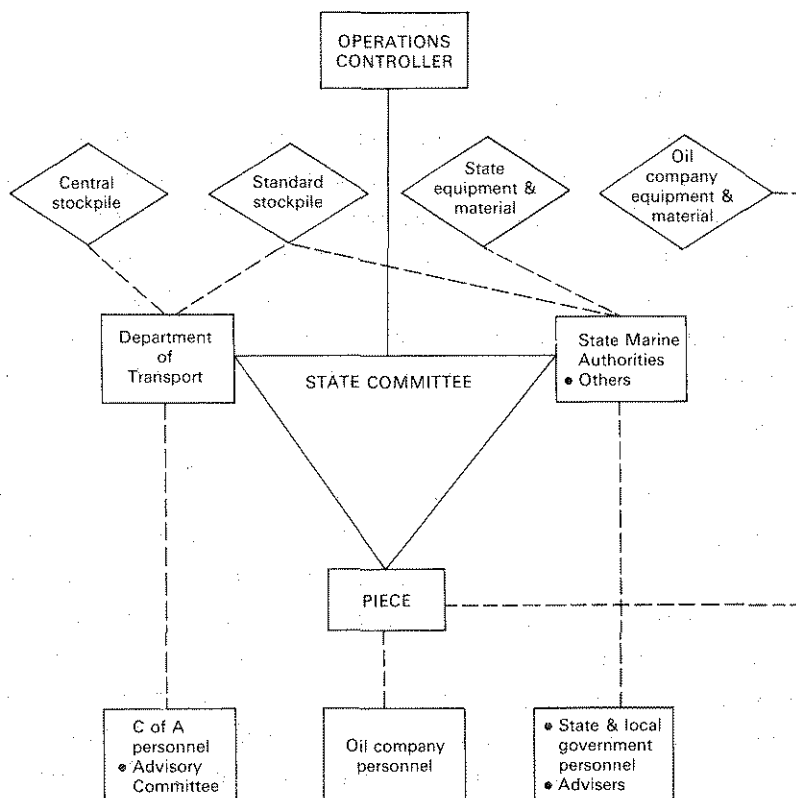 OPERATIONS
CONTROLLER
Central
stockpile
Standard
stockpile
State
equipment &
material
Oil
company
equipment &
material
Department
of
Transport
STATE COMMITTEE
State Marine
Authorities
• Others
PIECE
C of A
personnel
• Advisory
Committee
Oil company
personnel
• State & local
government
personnel
• Advisers